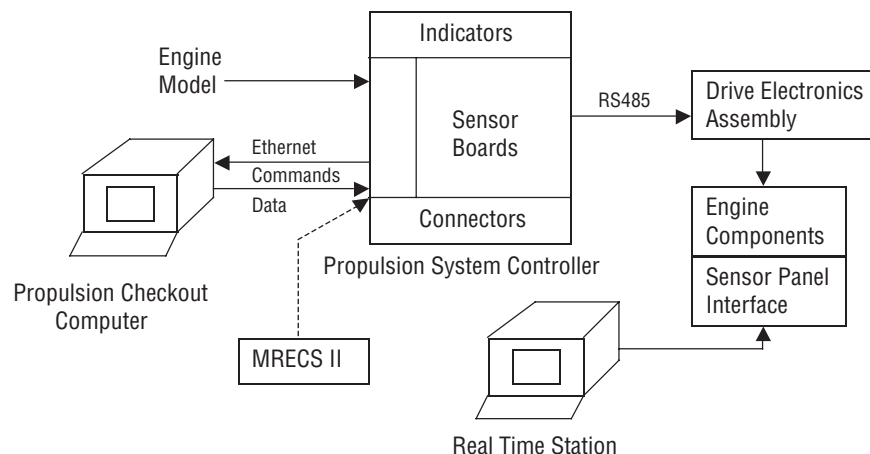 Indicators
Engine
Model
Sensor
Boards
RS485
Drive Electronics
Assembly
Ethernet
Commands
Data
Connectors
Engine
Components
Propulsion System Controller
Sensor Panel
Interface
Propulsion Checkout
Computer
MRECS II
Real Time Station